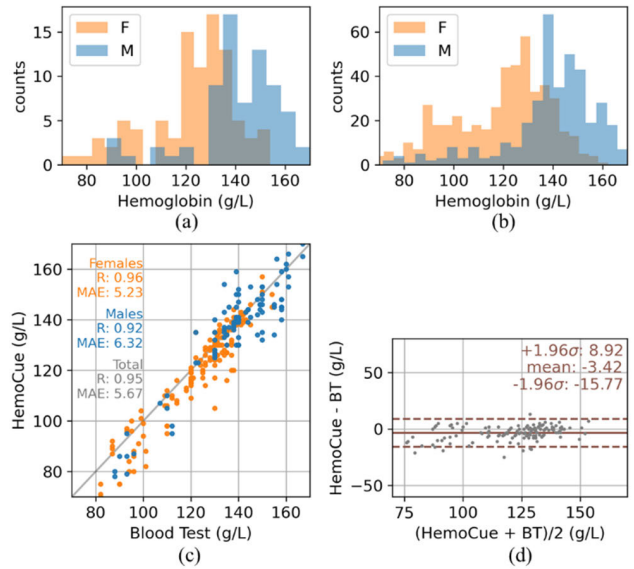 15
10
5
0
counts
F
M
80 100 120 140 160
Hemoglobin (g/L)
(a)
60
40
20
0
counts
F
M
80 100 120 140 160
Hemoglobin (g/L)
(b)
160
140
120
100
80
HemoCue (g/L)
Females
R: 0.96
MAE: 5.23
Males
R: 0.92
MAE: 6.32
Total
R: 0.95
MAE: 5.67
80 100 120 140 160
Blood Test (g/L)
(c)
50
0
−50
HemoCue - BT (g/L)
+1.96σ: 8.92
mean: -3.42
-1.96σ: -15.77
75 100 125 150
(HemoCue + BT)/2 (g/L)
(d)